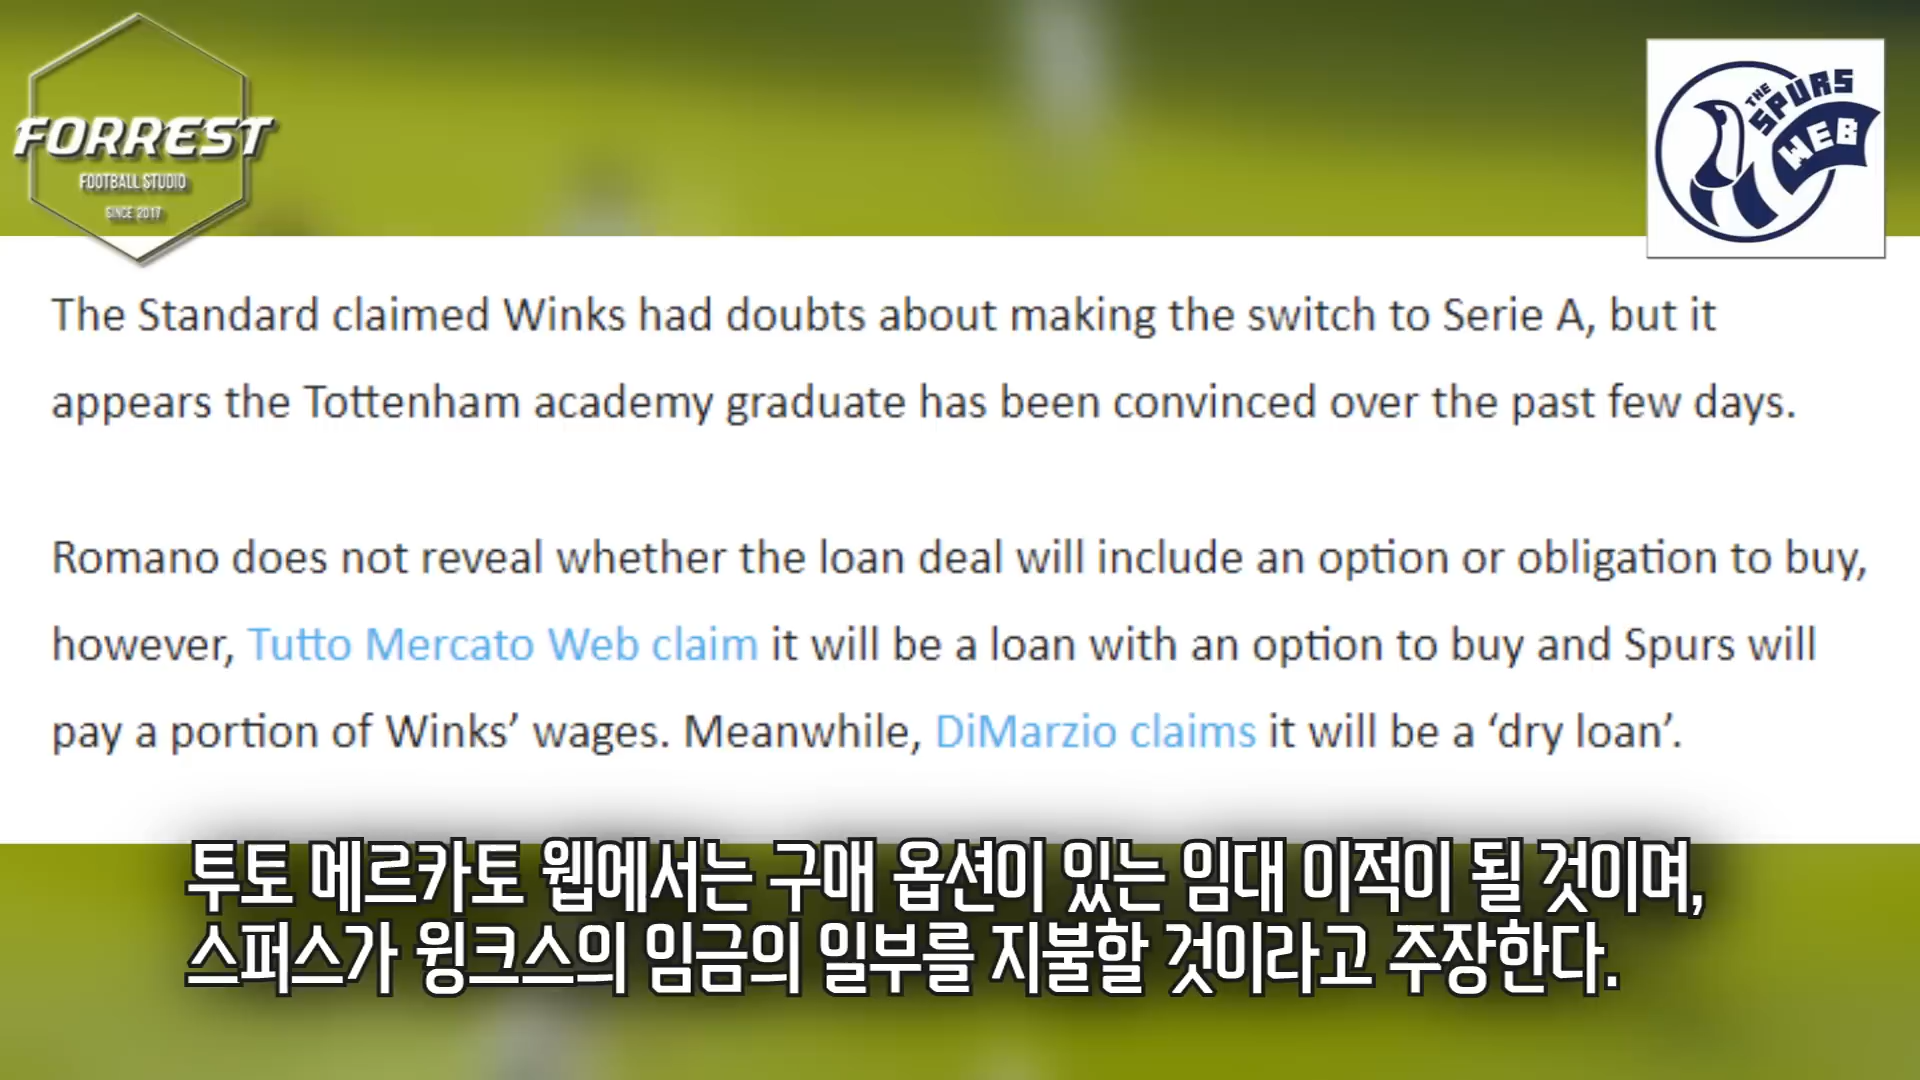 FORREST
FOOTBALL STUDIO
SINCE 2017
THE
SPURS
WEB
The Standard claimed Winks had doubts about making the switch to Serie A, but it
appears the Tottenham academy graduate has been convinced over the past few days.
Romano does not reveal whether the loan deal will include an option or obligation to buy,
however, Tutto Mercato Web claim it will be a loan with an option to buy and Spurs will
pay a portion of Winks’ wages. Meanwhile, DiMarzio claims it will be a ‘dry loan’.
투토 메르카토 웹에서는 구매 옵션이 있는 임대 이적이 될 것이며,
스퍼스가 윙크스의 임금의 일부를 지불할 것이라고 주장한다.